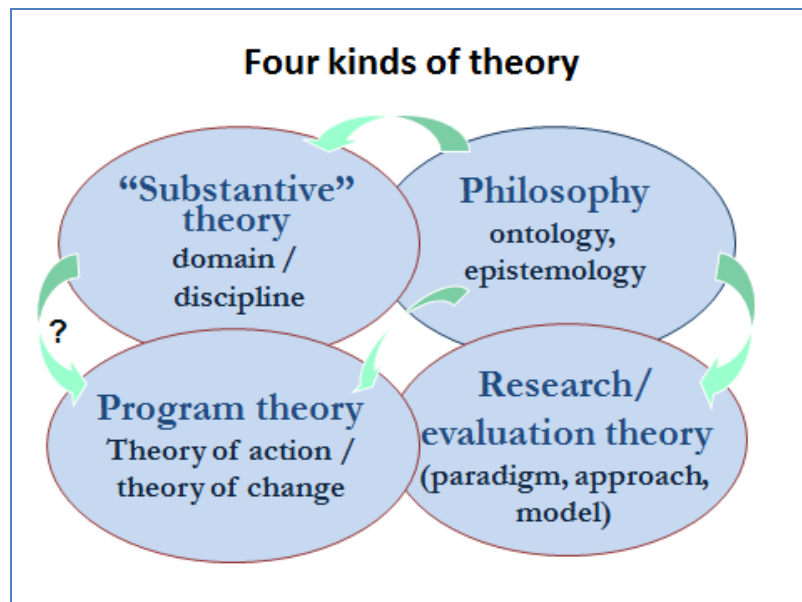 Four kinds of theory
“Substantive”
theory
domain /
discipline
Philosophy
ontology,
epistemology
?
Program theory
Theory of action /
theory of change
Research/
evaluation theory
(paradigm, approach,
model)